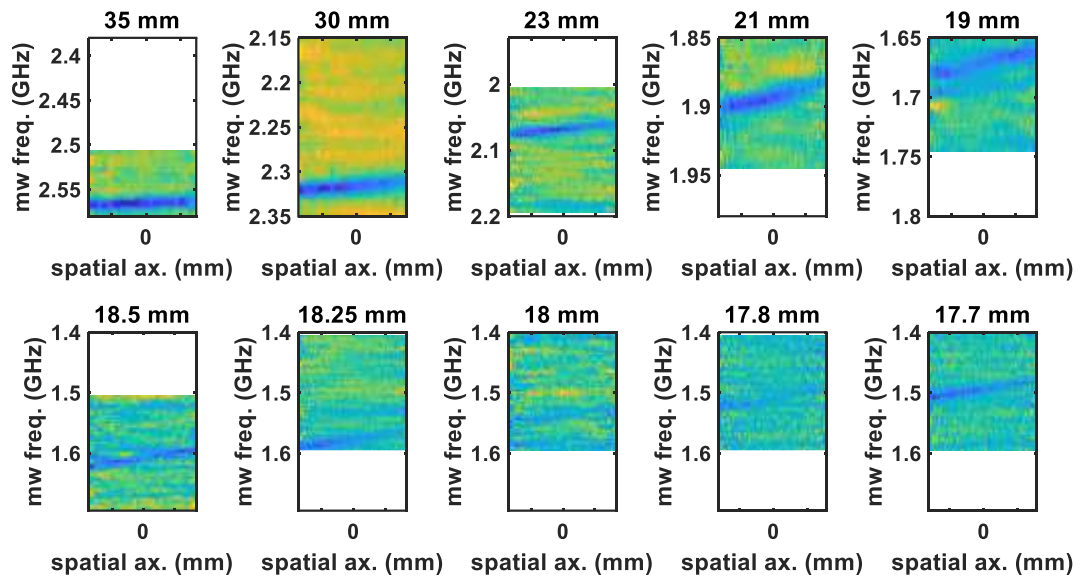 35 mm 30 mm 23 mm 21 mm 19 mm
mw freq. (GHz)
2.4
2.45
2.5
2.55
0
spatial ax. (mm)
mw freq. (GHz)
2.15
2.2
2.25
2.3
2.35
0
spatial ax. (mm)
mw freq. (GHz)
2
2.1
2.2
0
spatial ax. (mm)
mw freq. (GHz)
1.85
1.9
1.95
0
spatial ax. (mm)
mw freq. (GHz)
1.65
1.7
1.75
1.8
0
spatial ax. (mm)
18.5 mm 18.25 mm 18 mm 17.8 mm 17.7 mm
mw freq. (GHz)
1.4
1.5
1.6
0
spatial ax. (mm)
mw freq. (GHz)
1.4
1.5
1.6
0
spatial ax. (mm)
mw freq. (GHz)
1.4
1.5
1.6
0
spatial ax. (mm)
mw freq. (GHz)
1.4
1.5
1.6
0
spatial ax. (mm)
mw freq. (GHz)
1.4
1.5
1.6
0
spatial ax. (mm)